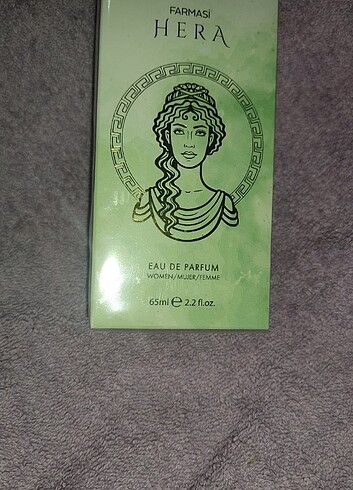 FARMASİ
HERA
EAU DE PARFUM
WOMEN/MUJER/FEMME
65ml ℮ 2.2 fl.oz.